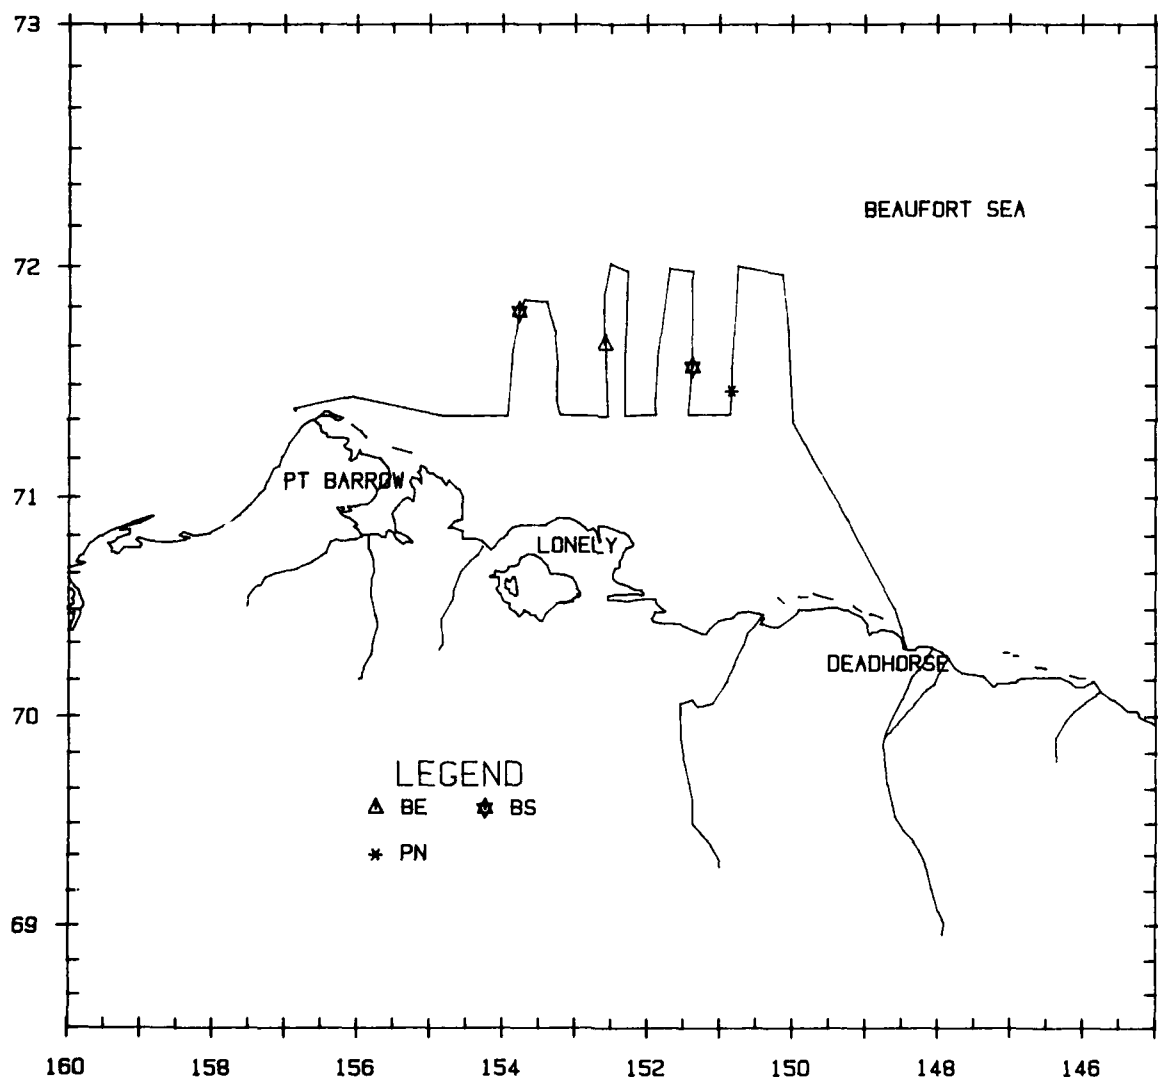 73
BEAUFORT SEA
72
PT BARROW
71
LONELY
DEADHORSE
70
LEGEND
BE BS
PN
69
160 158 156 154 152 150 148 146